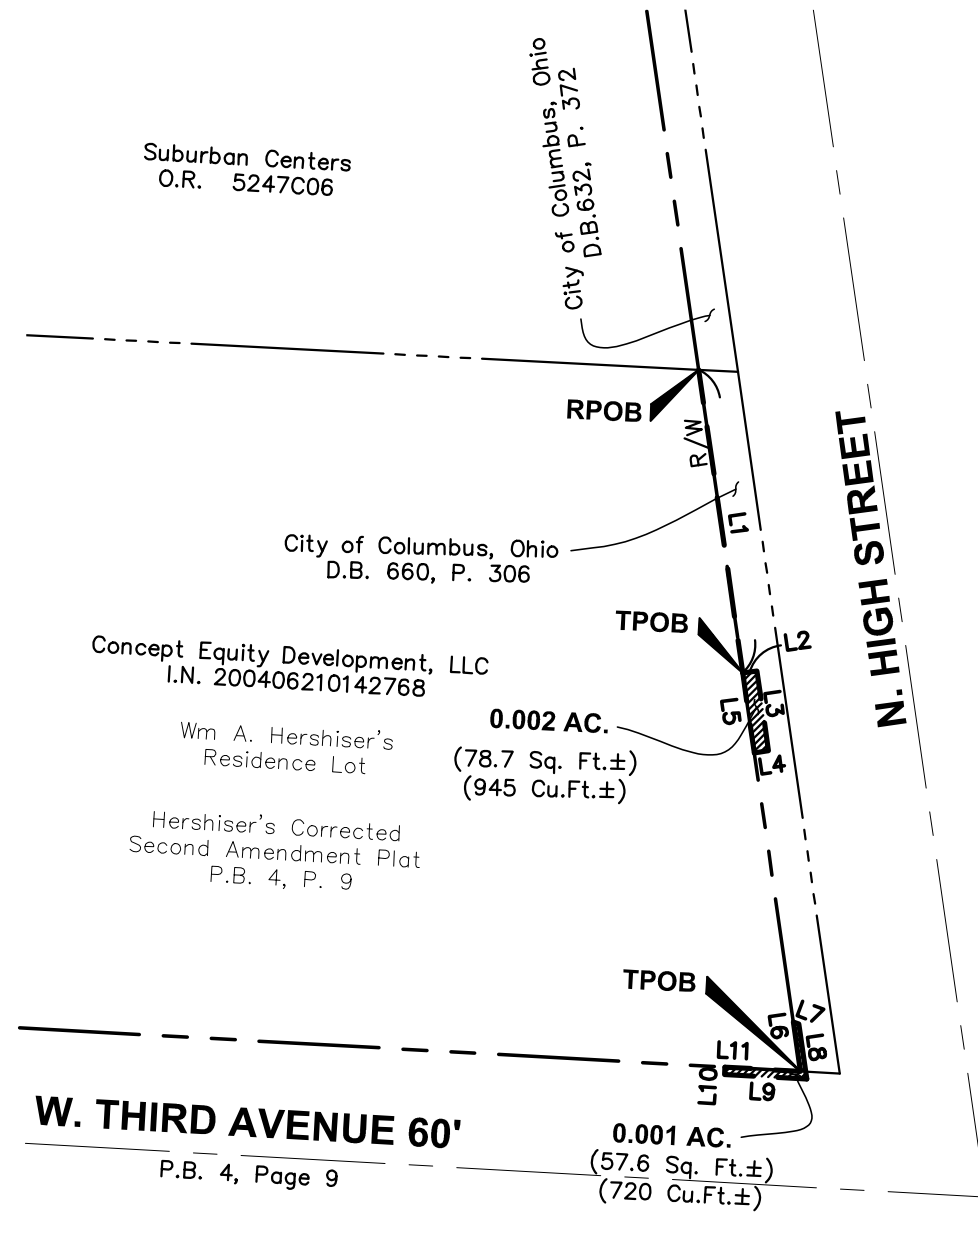 City of Columbus, Ohio
D.B.632, P. 372
Suburban Centers
O.R. 5247C06
RPOB
R/W
L1
City of Columbus, Ohio
D.B. 660, P. 306
N. HIGH STREET
TPOB
L2
Concept Equity Development, LLC
I.N. 200406210142768
L5
L3
0.002 AC.
(78.7 Sq. Ft.±)
(945 Cu.Ft.±)
L4
Wm A. Hershiser's
Residence Lot
Hershiser's Corrected
Second Amendment Plat
P.B. 4, P. 9
TPOB
L6
L7
L8
L11
L10
L9
W. THIRD AVENUE 60'
P.B. 4, Page 9
0.001 AC.
(57.6 Sq. Ft.±)
(720 Cu.Ft.±)